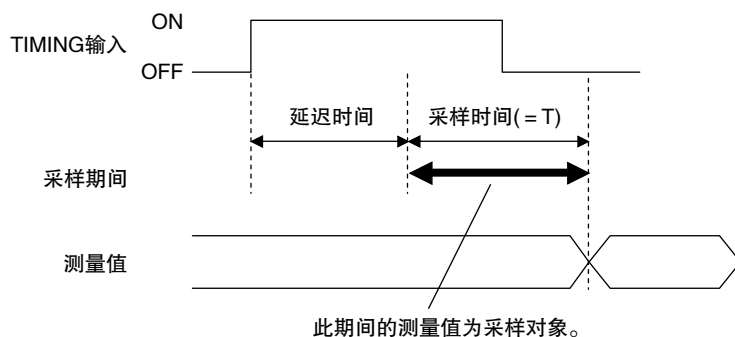 ON
TIMING输入
OFF
延迟时间
采样时间(=T)
采样期间
测量值
此期间的测量值为采样对象。